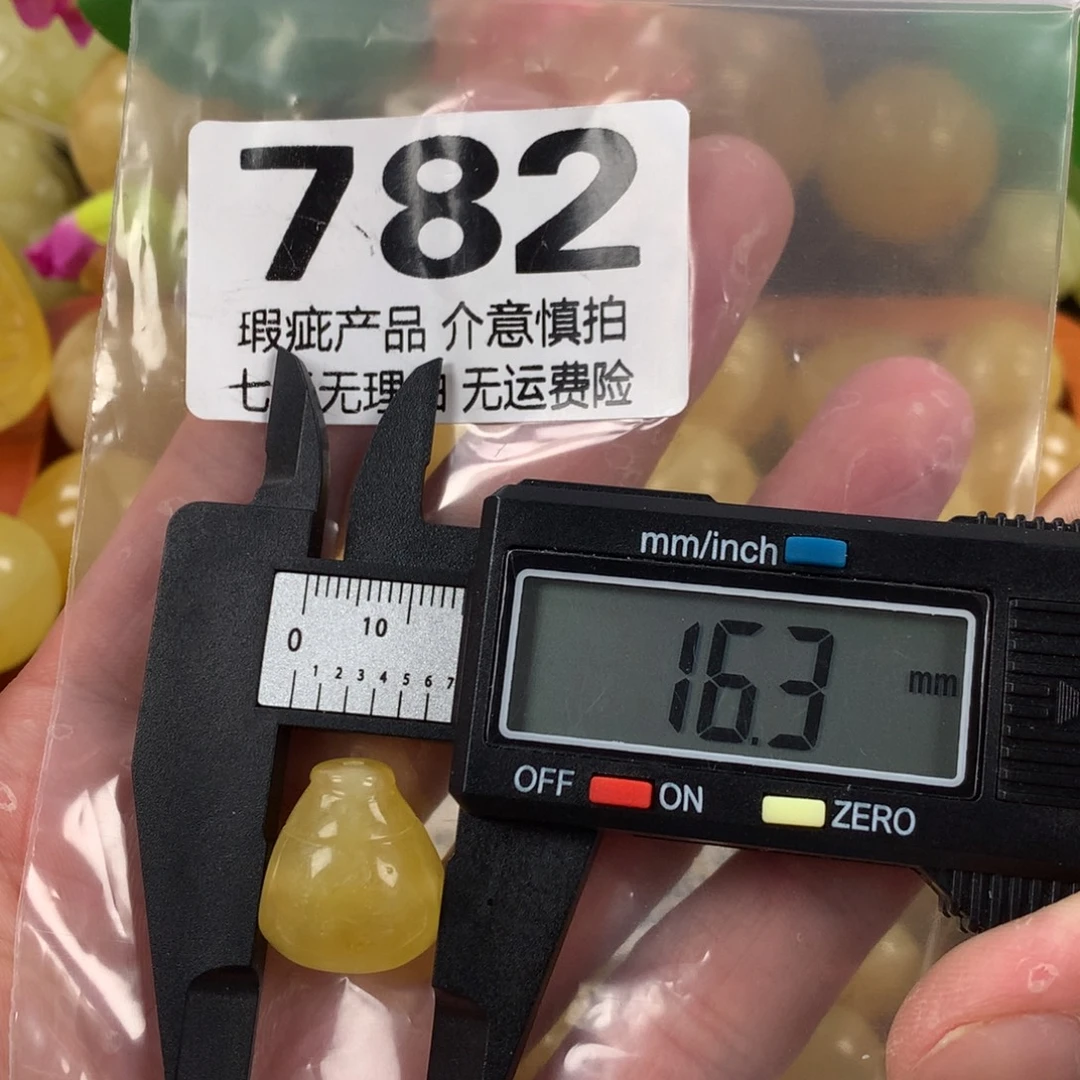 782
瑕疵产品 介意慎拍
七 无理 由 无运费险
mm/inch
0 10
1 2 3 4 5 6 7
16.3 mm
OFF ON ZERO